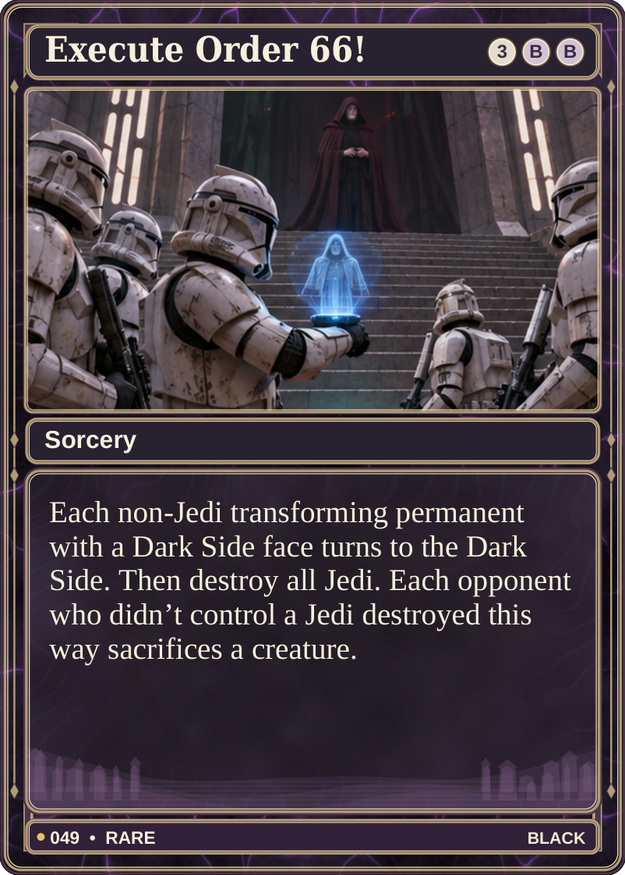 Execute Order 66! 3 B B
Sorcery
Each non-Jedi transforming permanent
with a Dark Side face turns to the Dark
Side. Then destroy all Jedi. Each opponent
who didn’t control a Jedi destroyed this
way sacrifices a creature.
049 • RARE BLACK